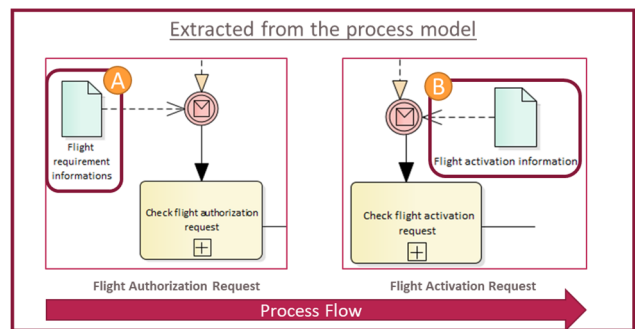 Extracted from the process model
A
B
Flight
requirement
informations
Flight activation information
Check flight authorization
request
Check flight activation
request
Flight Authorization Request
Flight Activation Request
Process Flow